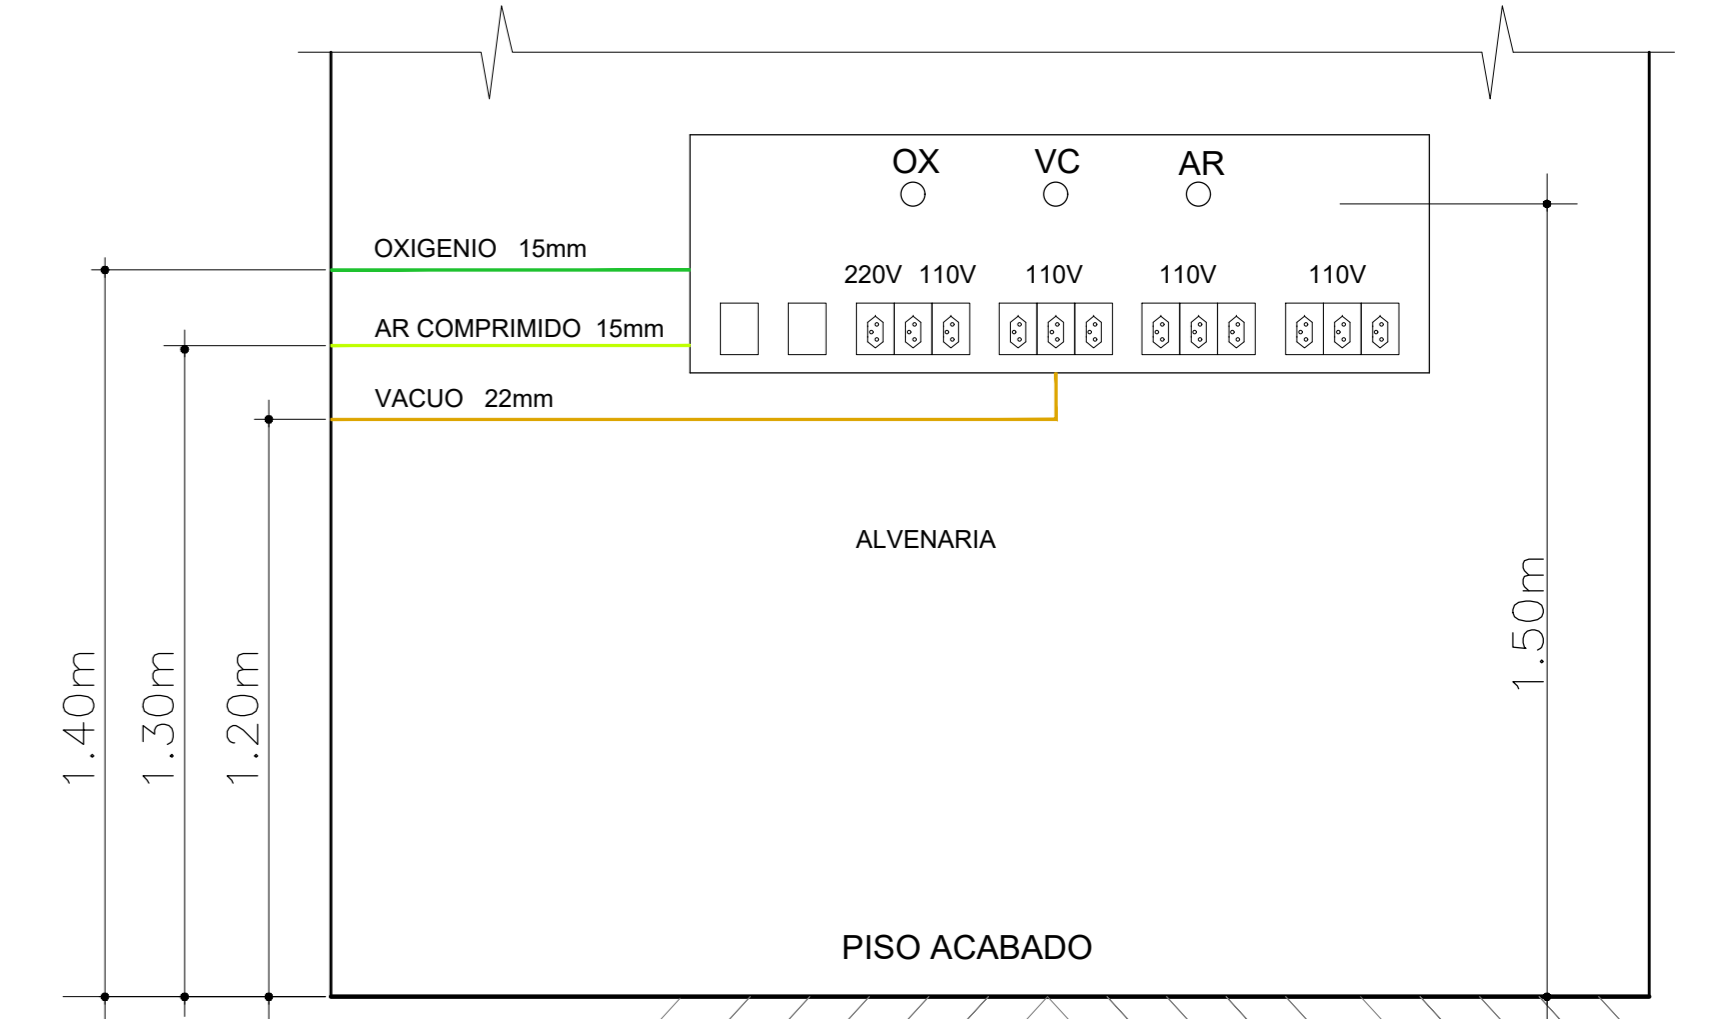 OX VC AR
OXIGENIO 15mm
220V 110V 110V 110V 110V
AR COMPRIMIDO 15mm
VACUO 22mm
ALVENARIA
1.40m
1.30m
1.20m
1.50m
PISO ACABADO